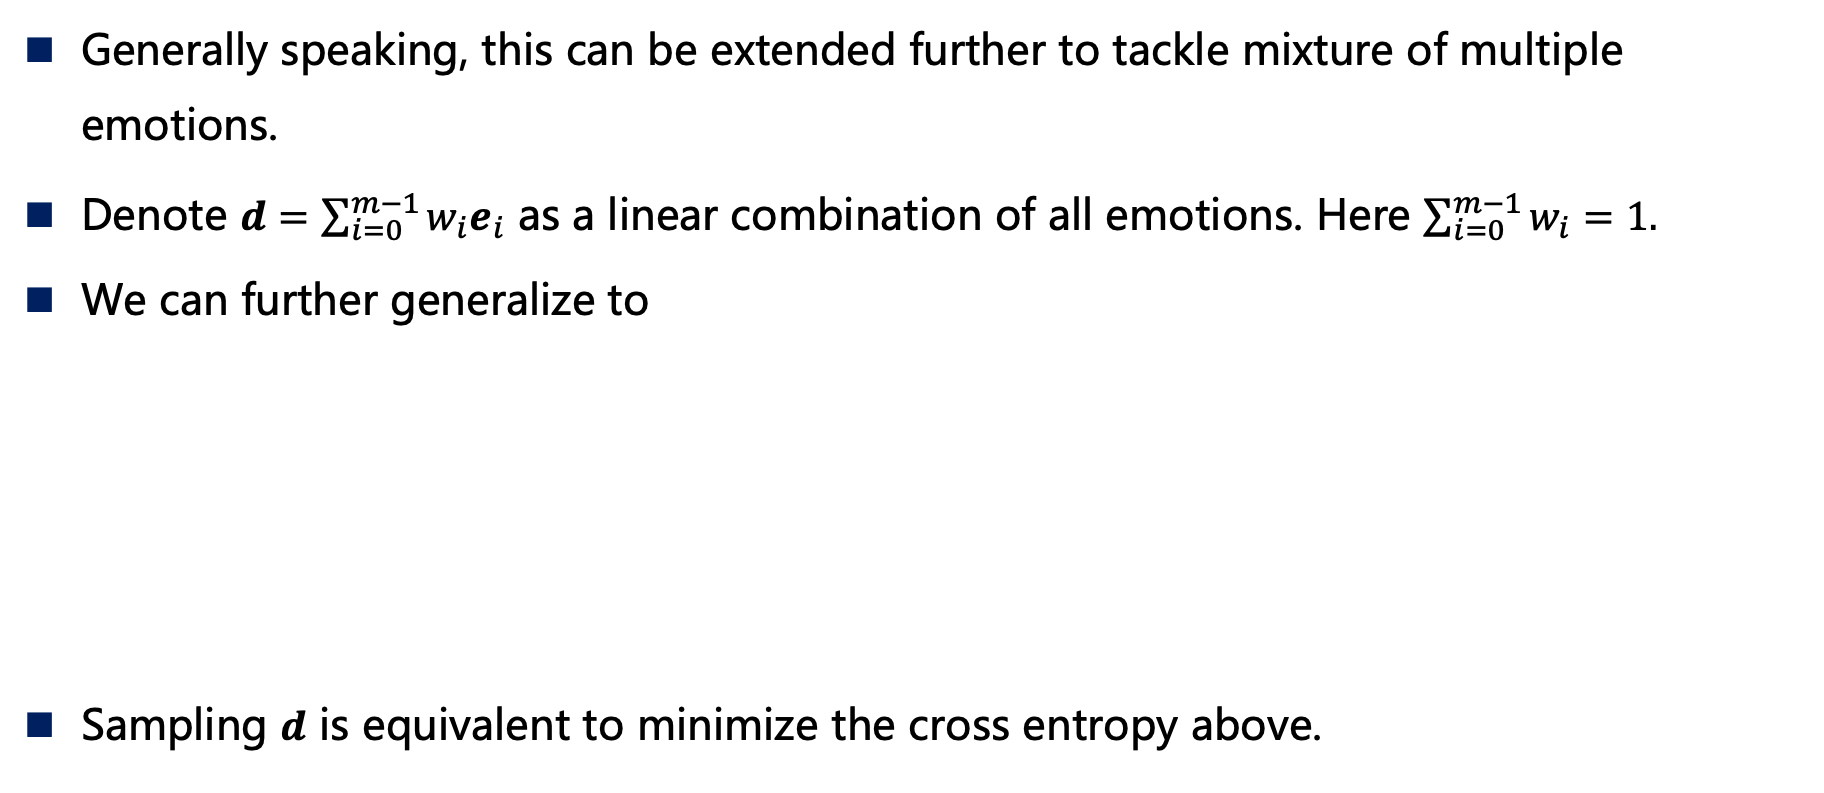 ■ Generally speaking, this can be extended further to tackle mixture of multiple
emotions.
■ Denote 𝒅 = ∑_{i=0}^{m−1} w_i𝒆_i as a linear combination of all emotions. Here ∑_{i=0}^{m−1} w_i = 1.
■ We can further generalize to
■ Sampling 𝒅 is equivalent to minimize the cross entropy above.